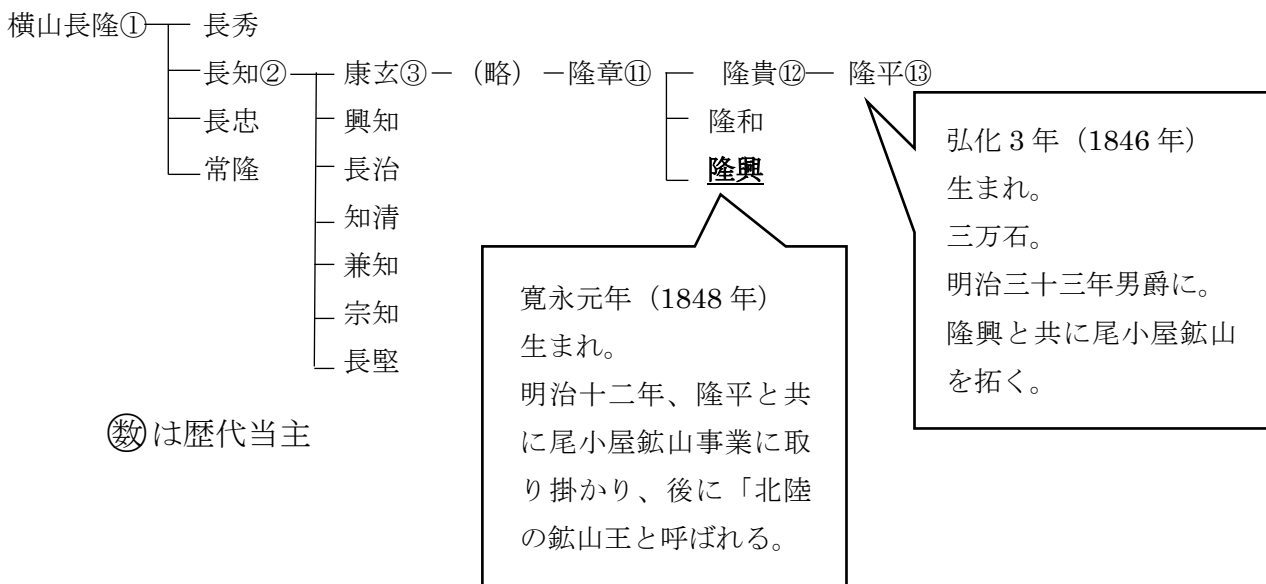 横山長隆① 長秀
長知② 康玄③－（略）－隆章⑪ 隆貴⑫ 隆平⑬
長忠 興知 隆和
常隆 長治 隆興
知清
兼知
宗知
長堅
弘化３年（1846 年）
生まれ。
三万石。
明治三十三年男爵に。
隆興と共に尾小屋鉱山
を拓く。
寛永元年（1848 年）
生まれ。
明治十二年、隆平と共
に尾小屋鉱山事業に取
り掛かり、後に「北陸
の鉱山王と呼ばれる。
数は歴代当主